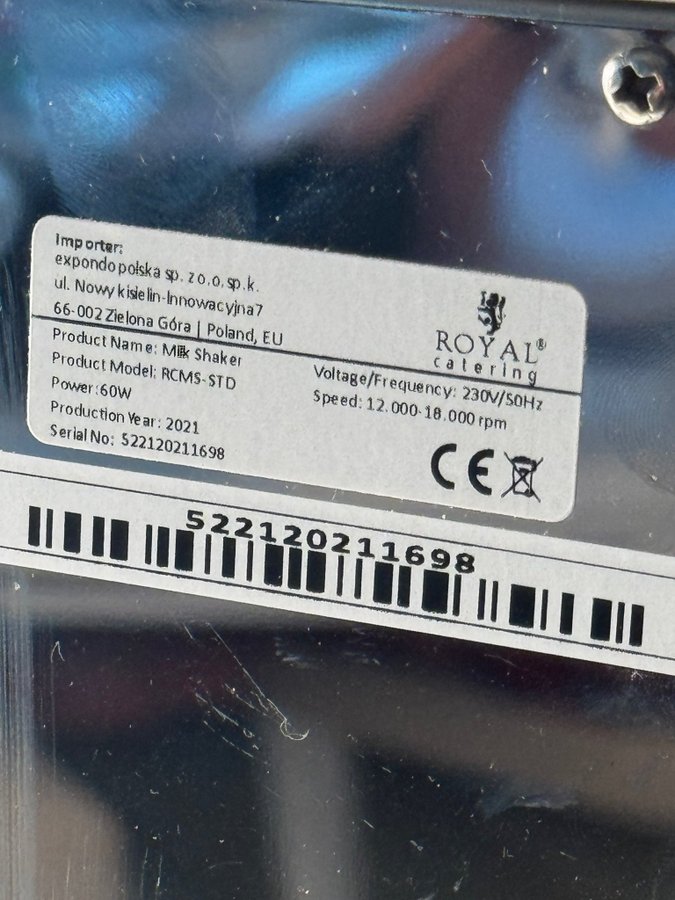 Importer:
expondo polska sp. z o.o. sp.k.
ul. Nowy kisielin-Innowacyjna7
66-002 Zielona Góra | Poland, EU
ROYAL®
catering
Product Name: Milk Shaker
Product Model: RCMS-STD
Power:60W
Production Year: 2021
Serial No: 522120211698
Voltage/Frequency: 230V/50Hz
Speed: 12.000-18.000 rpm
CE
522120211698